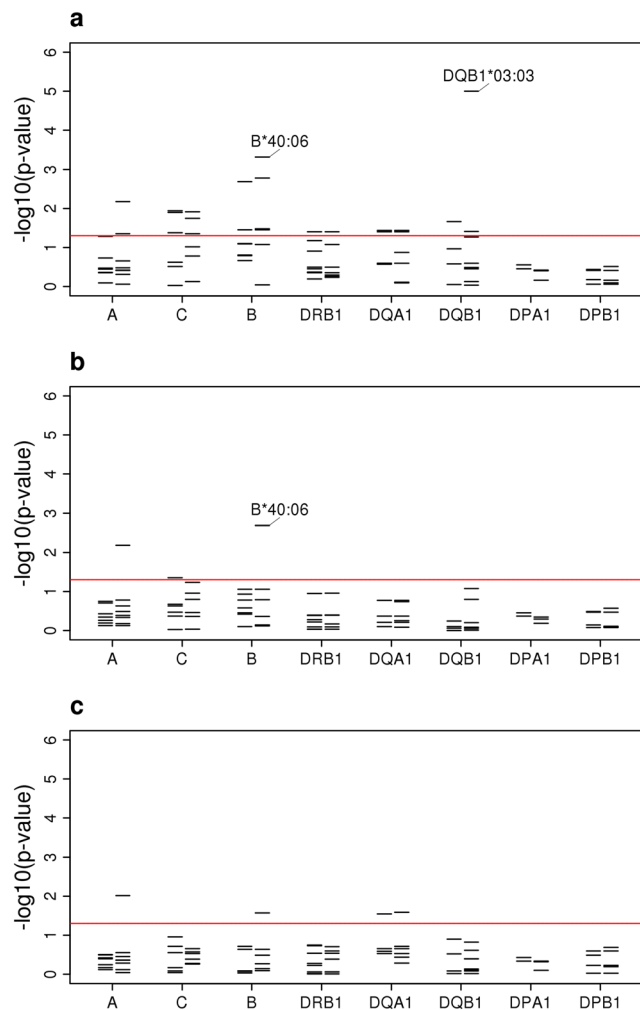 a
-log10(p-value)
6
5
4
3
2
1
0
DQB1*03:03
B*40:06
A C B DRB1 DQA1 DQB1 DPA1 DPB1
b
-log10(p-value)
6
5
4
3
2
1
0
B*40:06
A C B DRB1 DQA1 DQB1 DPA1 DPB1
c
-log10(p-value)
6
5
4
3
2
1
0
A C B DRB1 DQA1 DQB1 DPA1 DPB1